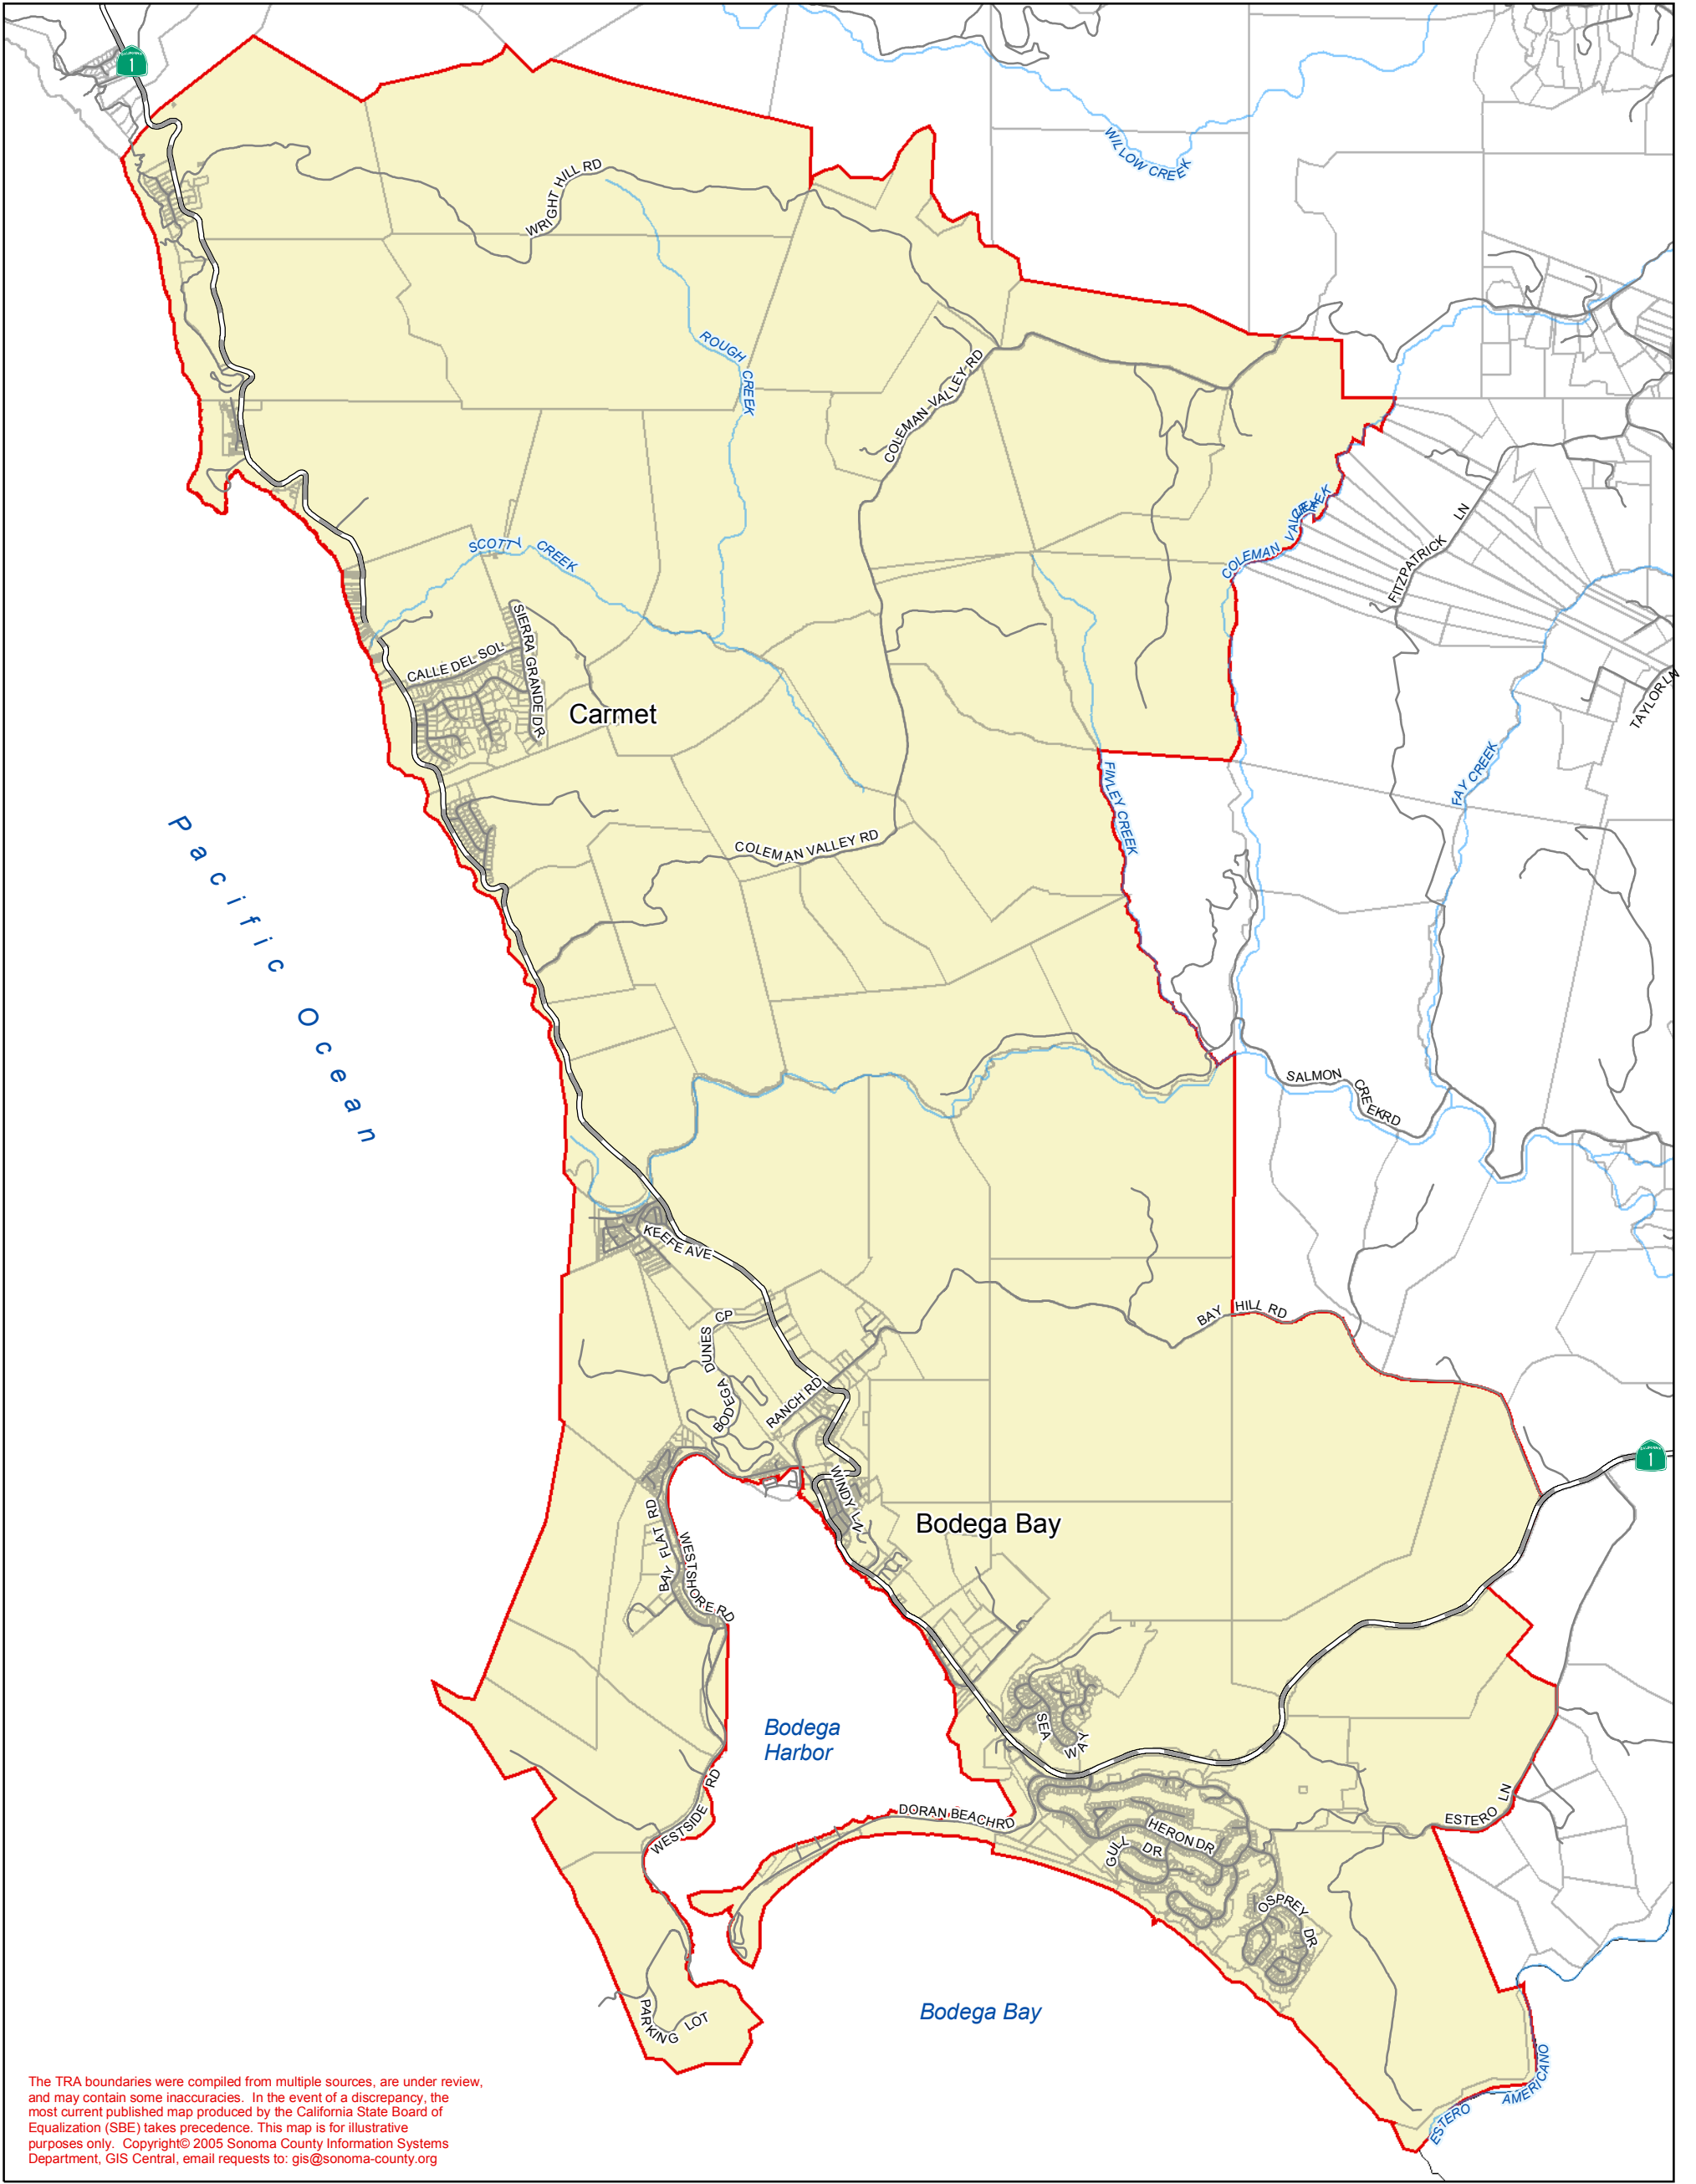 1
WILLOW CREEK
WRIGHT HILL RD
ROUGH CREEK
COLEMAN VALLEY RD
COLEMAN VALLEY CREEK
FITZPATRICK LN
SCOTTY CREEK
SIERRA GRANDE DR
CALLE DEL SOL
Carmet
TAYLOR LN
FAY CREEK
FINLEY CREEK
COLEMAN VALLEY RD
Pacific Ocean
SALMON CREEK RD
KEEFE AVE
BAY HILL RD
BODEGA DUNES CP
RANCH RD
1
WINDY LN
Bodega Bay
BAY FLAT RD
WESTSHORE RD
SEA WAY
Bodega
Harbor
WESTSIDE RD
DORAN BEACH RD
HERON DR
GULL DR
ESTERO LN
OSPREY DR
PARKING LOT
Bodega Bay
ESTERO AMERICANO
The TRA boundaries were compiled from multiple sources, are under review,
and may contain some inaccuracies. In the event of a discrepancy, the
most current published map produced by the California State Board of
Equalization (SBE) takes precedence. This map is for illustrative
purposes only. Copyright© 2005 Sonoma County Information Systems
Department, GIS Central, email requests to: gis@sonoma-county.org